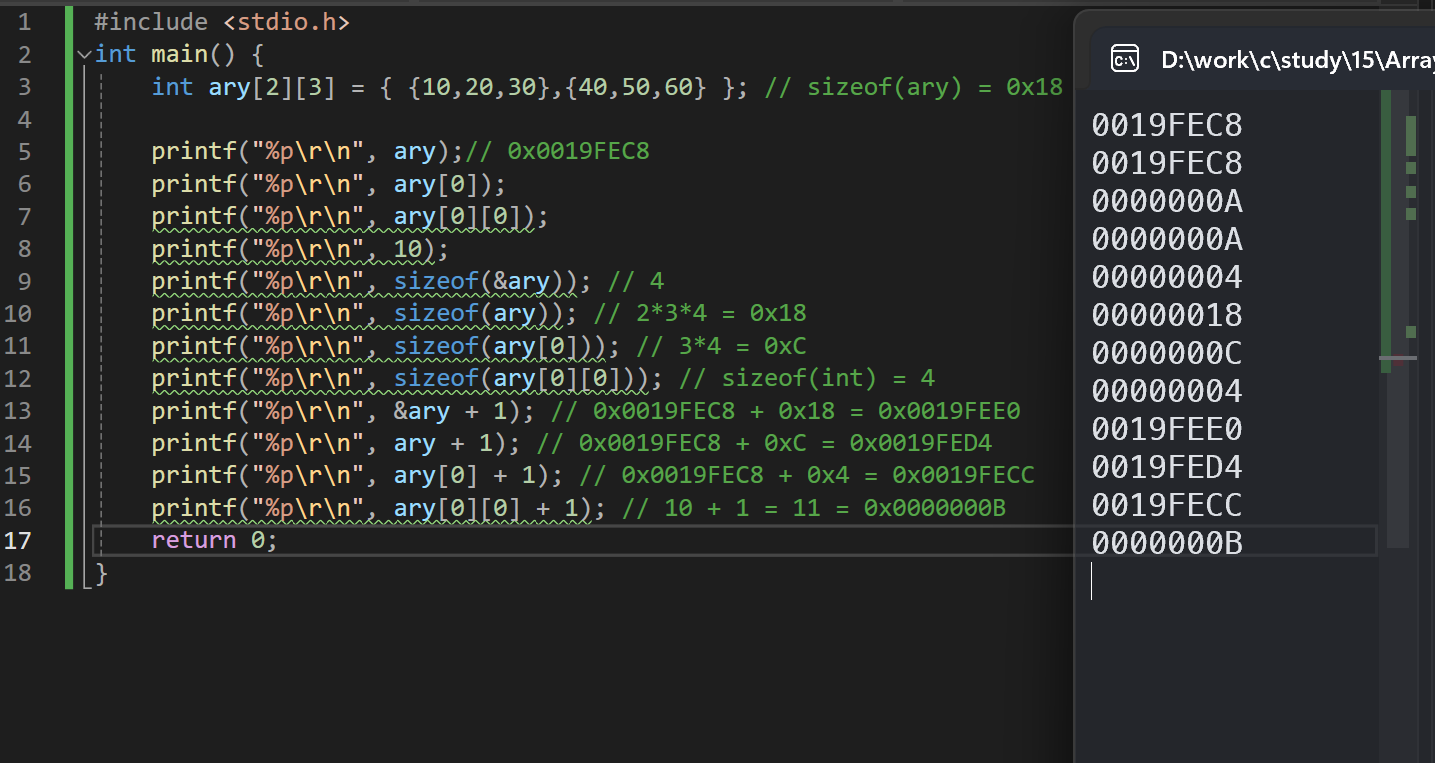 1 #include <stdio.h>
2 int main() {
3 int ary[2][3] = { {10,20,30},{40,50,60} }; // sizeof(ary) = 0x18
4
5 printf("%p\r\n", ary);// 0x0019FEC8
6 printf("%p\r\n", ary[0]);
7 printf("%p\r\n", ary[0][0]);
8 printf("%p\r\n", 10);
9 printf("%p\r\n", sizeof(&ary)); // 4
10 printf("%p\r\n", sizeof(ary)); // 2*3*4 = 0x18
11 printf("%p\r\n", sizeof(ary[0])); // 3*4 = 0xC
12 printf("%p\r\n", sizeof(ary[0][0])); // sizeof(int) = 4
13 printf("%p\r\n", &ary + 1); // 0x0019FEC8 + 0x18 = 0x0019FEE0
14 printf("%p\r\n", ary + 1); // 0x0019FEC8 + 0xC = 0x0019FED4
15 printf("%p\r\n", ary[0] + 1); // 0x0019FEC8 + 0x4 = 0x0019FECC
16 printf("%p\r\n", ary[0][0] + 1); // 10 + 1 = 11 = 0x0000000B
17 return 0;
18 }
D:\work\c\study\15\Array
0019FEC8
0019FEC8
0000000A
0000000A
00000004
00000018
0000000C
00000004
0019FEE0
0019FED4
0019FECC
0000000B